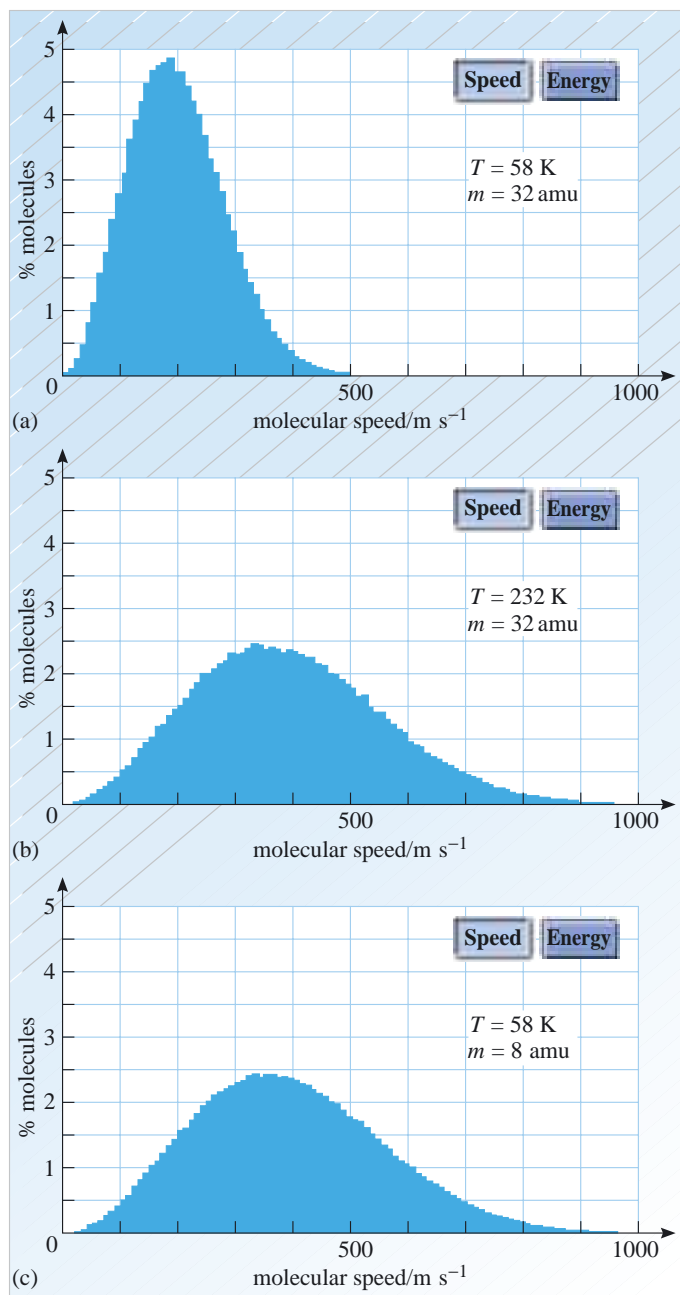 5
4
3
2
1
0
% molecules
Speed Energy
T = 58 K
m = 32 amu
500
1000
(a)
molecular speed/m s⁻¹
5
4
3
2
1
0
% molecules
Speed Energy
T = 232 K
m = 32 amu
500
1000
(b)
molecular speed/m s⁻¹
5
4
3
2
1
0
% molecules
Speed Energy
T = 58 K
m = 8 amu
500
1000
(c)
molecular speed/m s⁻¹